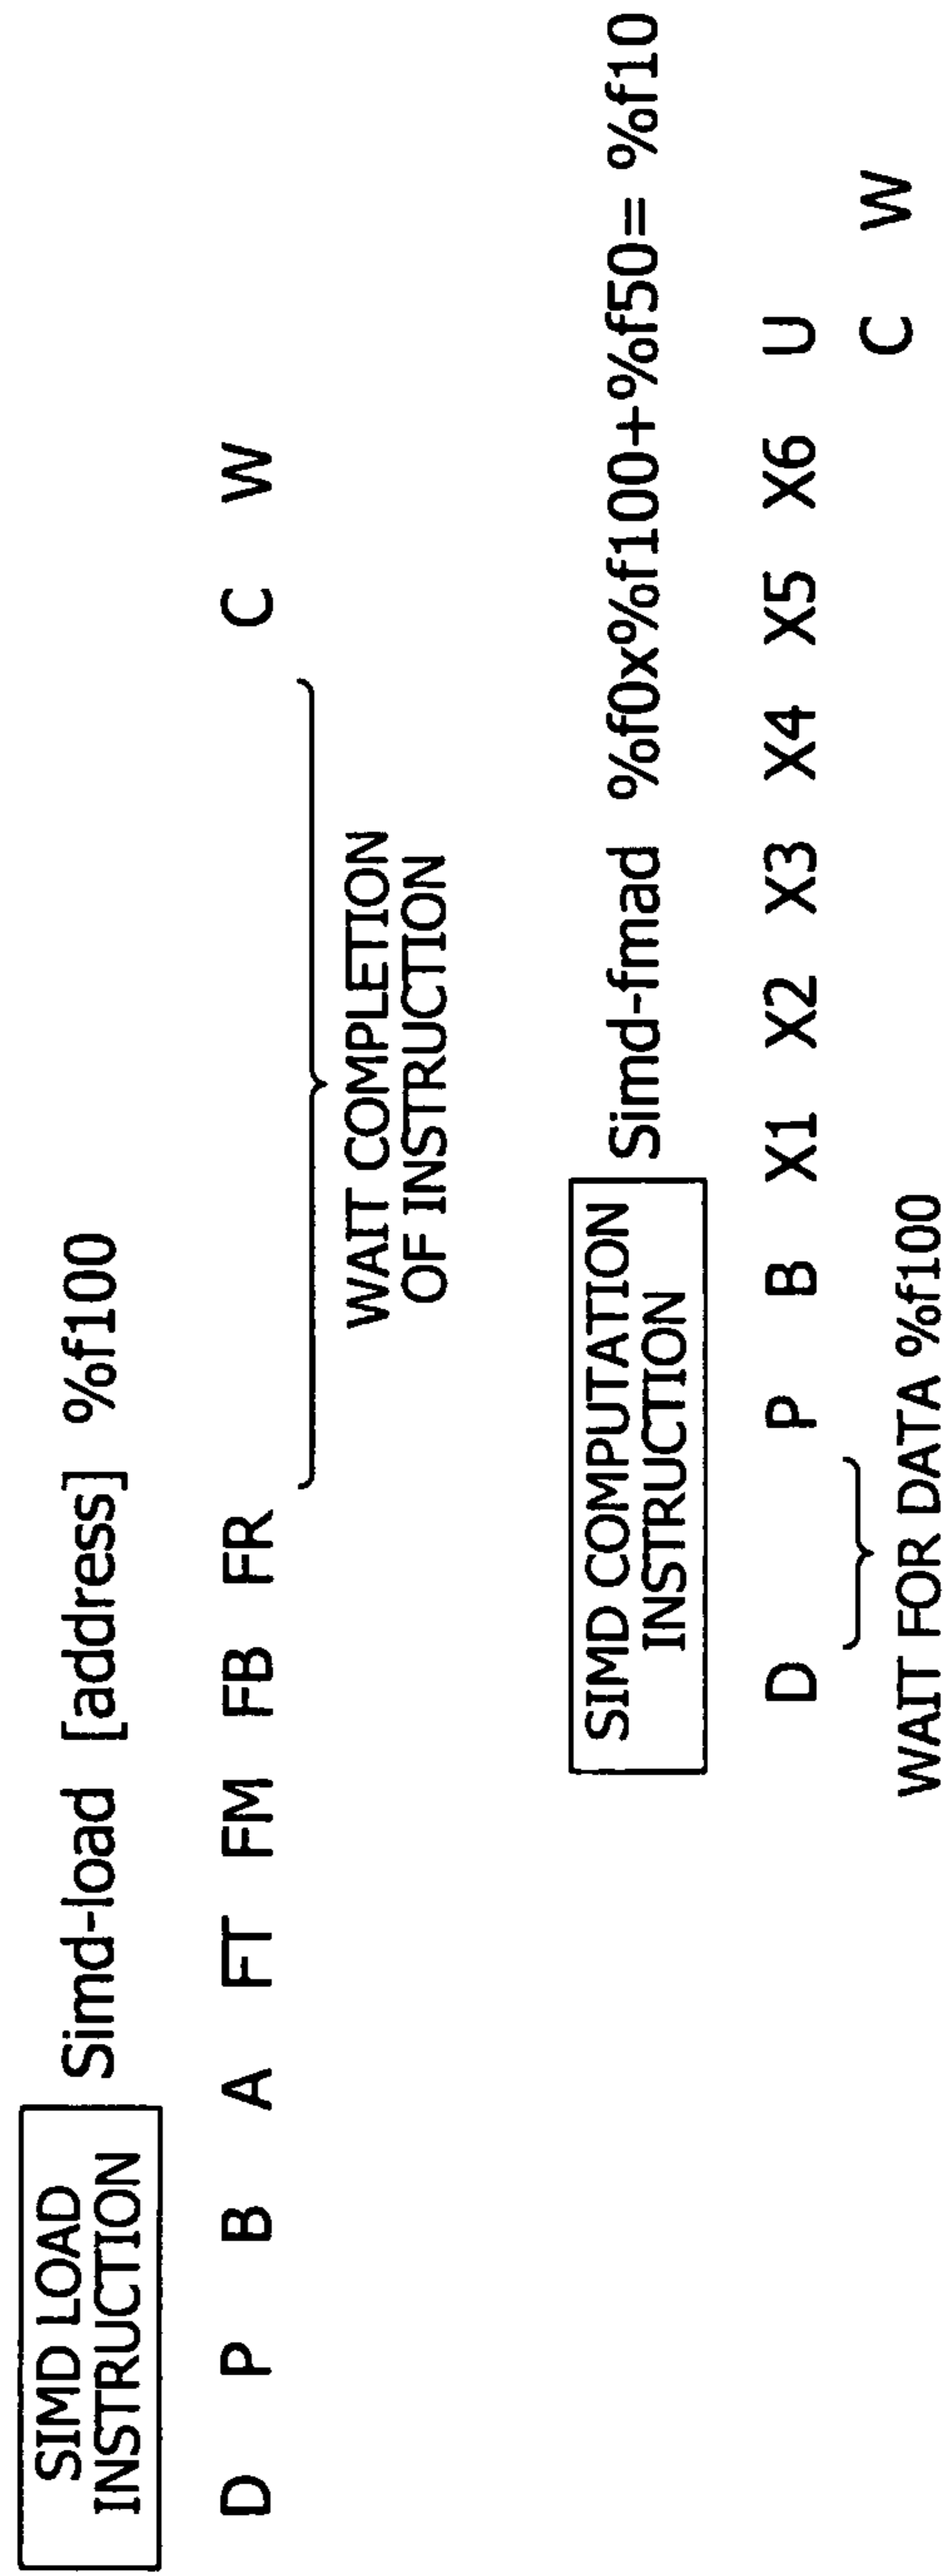 SIMD LOAD
INSTRUCTION
Simd-load [address] %f100
D P B A FT FM FB FR C W
WAIT COMPLETION
OF INSTRUCTION
SIMD COMPUTATION
INSTRUCTION
Simd-fmad %f0x%f100+%f50= %f10
D P B X1 X2 X3 X4 X5 X6 U
C W
WAIT FOR DATA %f100